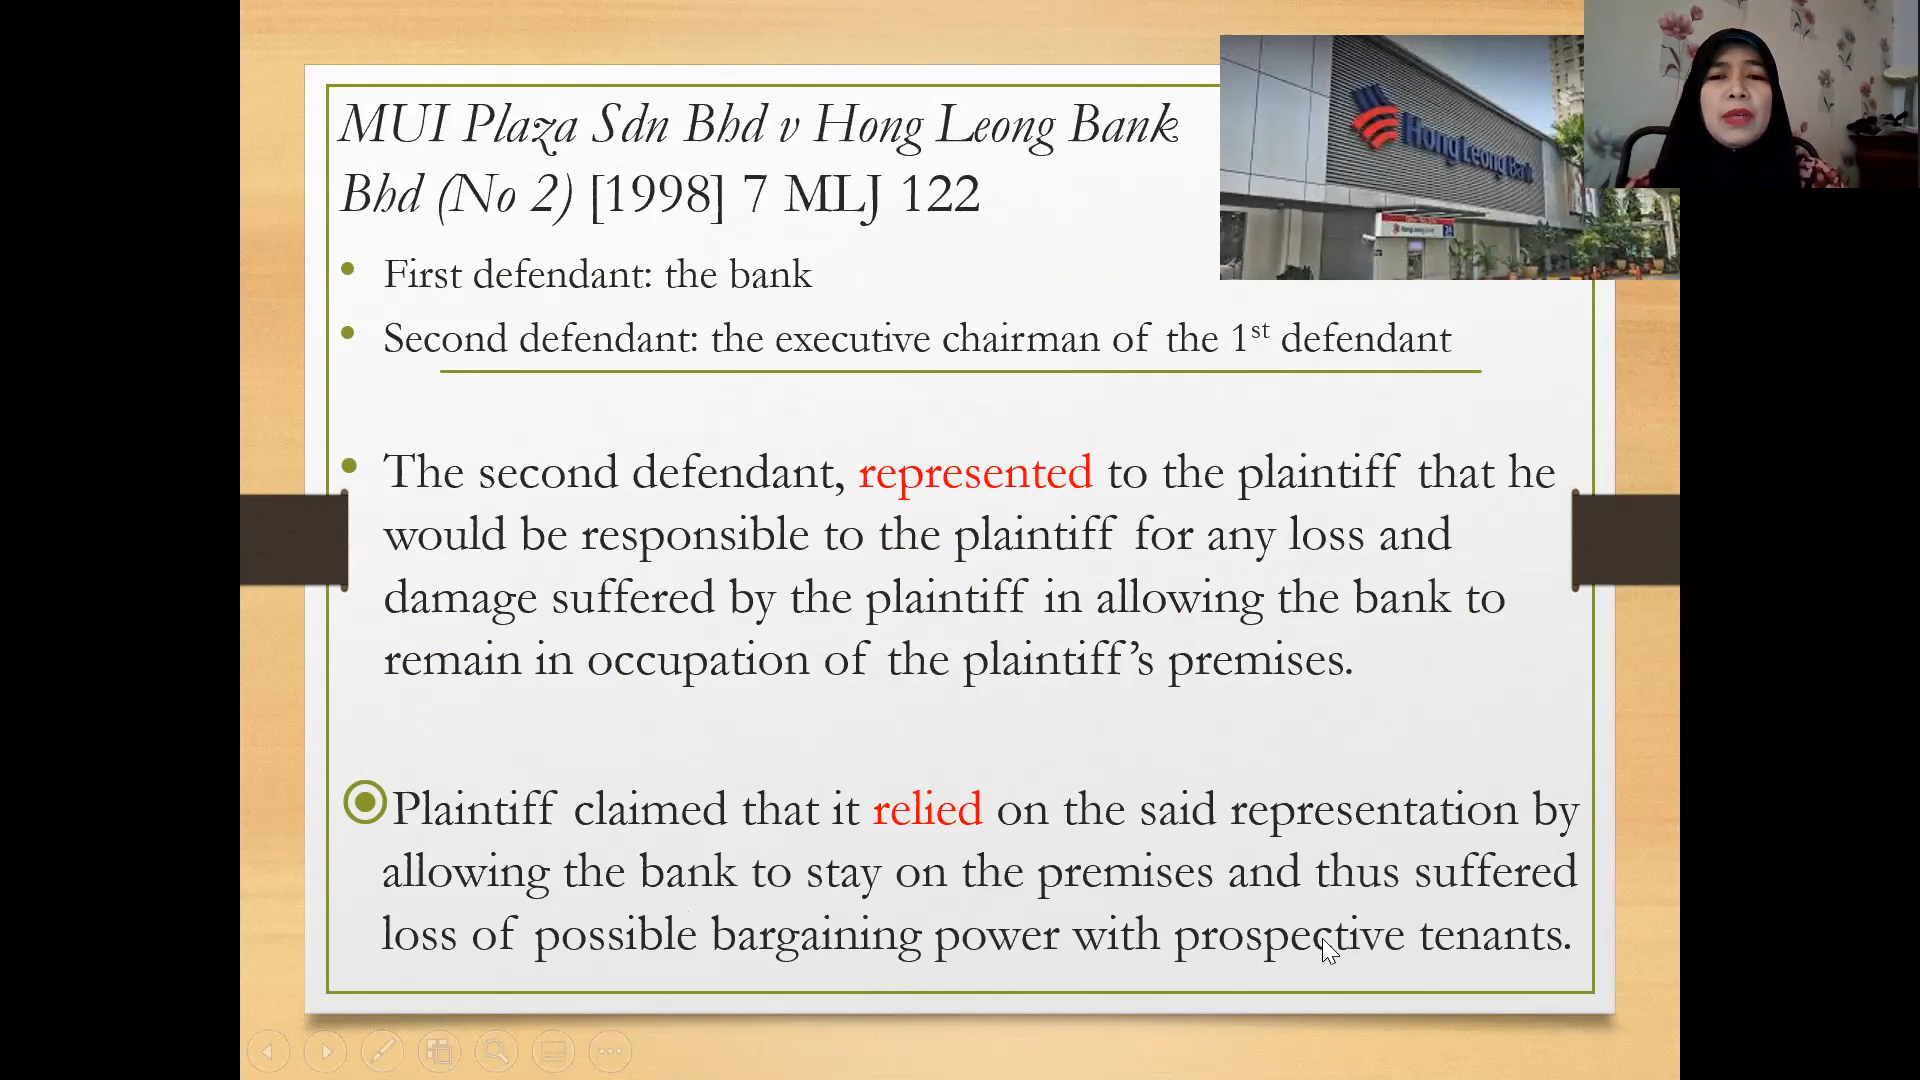 MUI Plaza Sdn Bhd v Hong Leong Bank
Bhd (No 2) [1998] 7 MLJ 122
Hong Leong Bank
HongLeong Bank
• First defendant: the bank
• Second defendant: the executive chairman of the 1st defendant
• The second defendant, represented to the plaintiff that he
would be responsible to the plaintiff for any loss and
damage suffered by the plaintiff in allowing the bank to
remain in occupation of the plaintiff’s premises.
Plaintiff claimed that it relied on the said representation by
allowing the bank to stay on the premises and thus suffered
loss of possible bargaining power with prospective tenants.